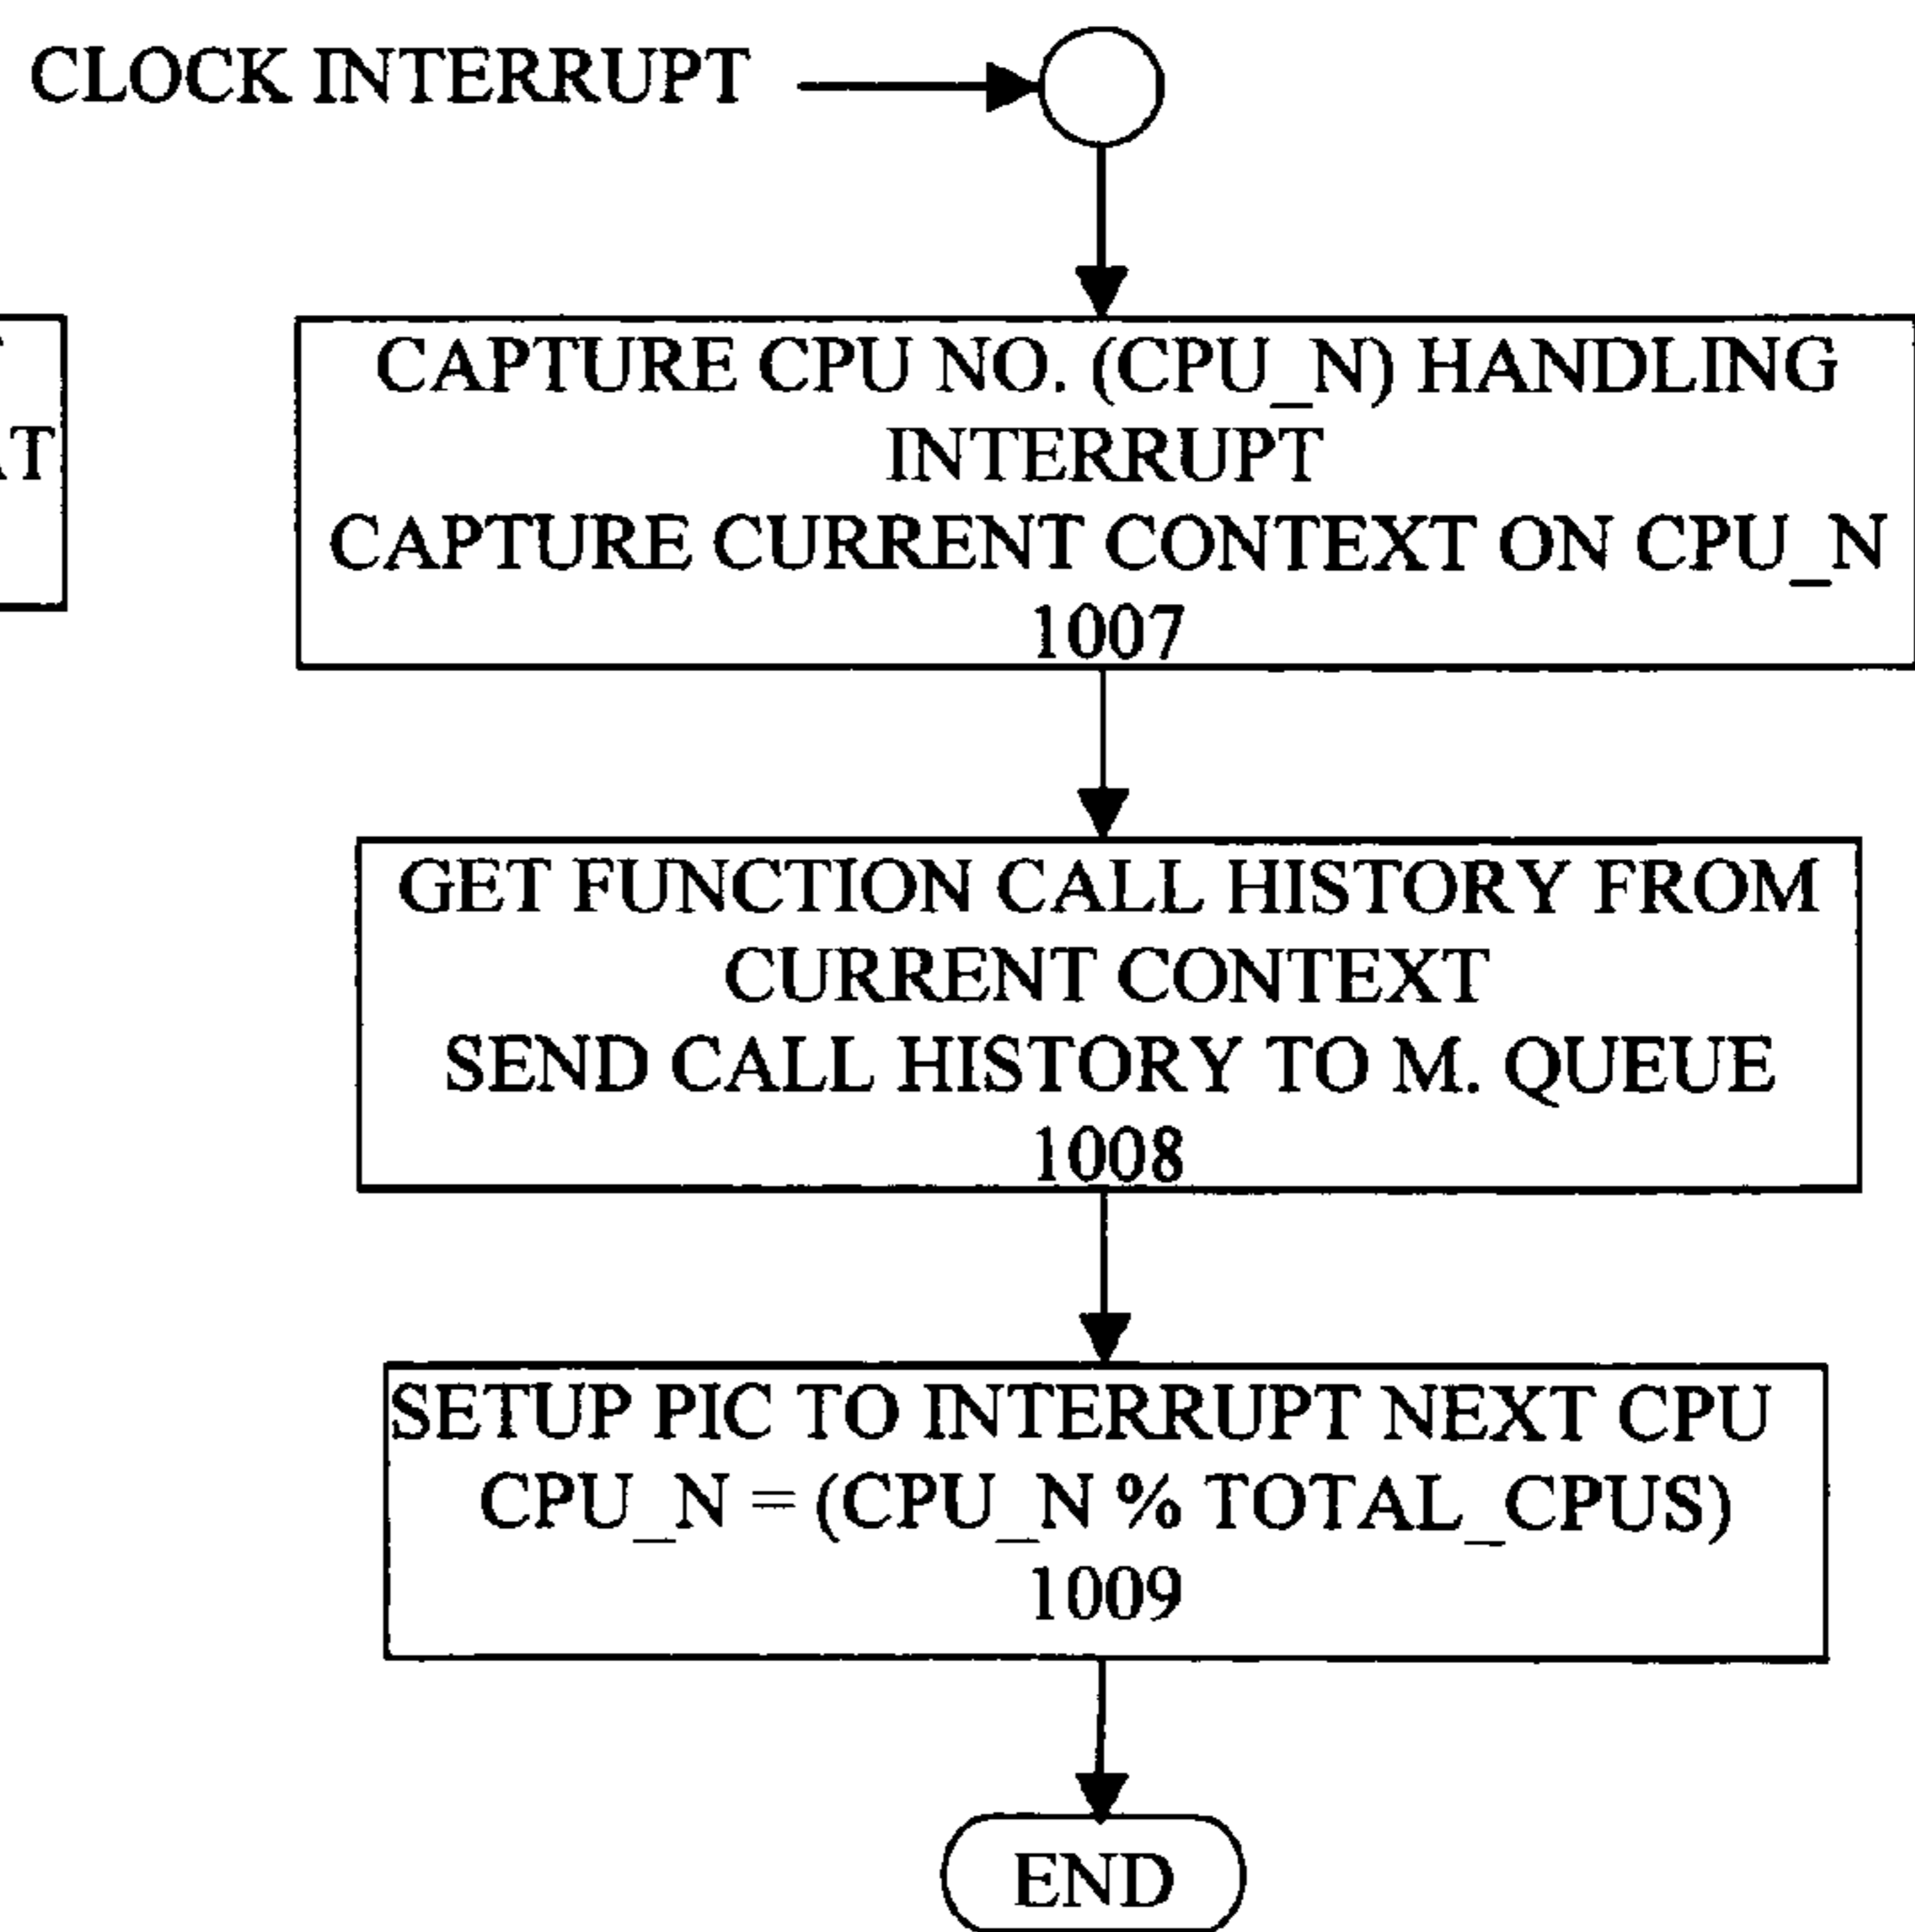 CLOCK INTERRUPT
CAPTURE CPU NO. (CPU_N) HANDLING
INTERRUPT
CAPTURE CURRENT CONTEXT ON CPU_N
1007
GET FUNCTION CALL HISTORY FROM
CURRENT CONTEXT
SEND CALL HISTORY TO M. QUEUE
1008
SETUP PIC TO INTERRUPT NEXT CPU
CPU_N = (CPU_N % TOTAL_CPUS)
1009
END